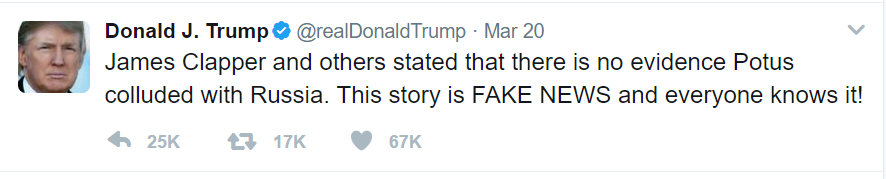 Donald J. Trump @realDonaldTrump · Mar 20
James Clapper and others stated that there is no evidence Potus
colluded with Russia. This story is FAKE NEWS and everyone knows it!
25K 17K 67K